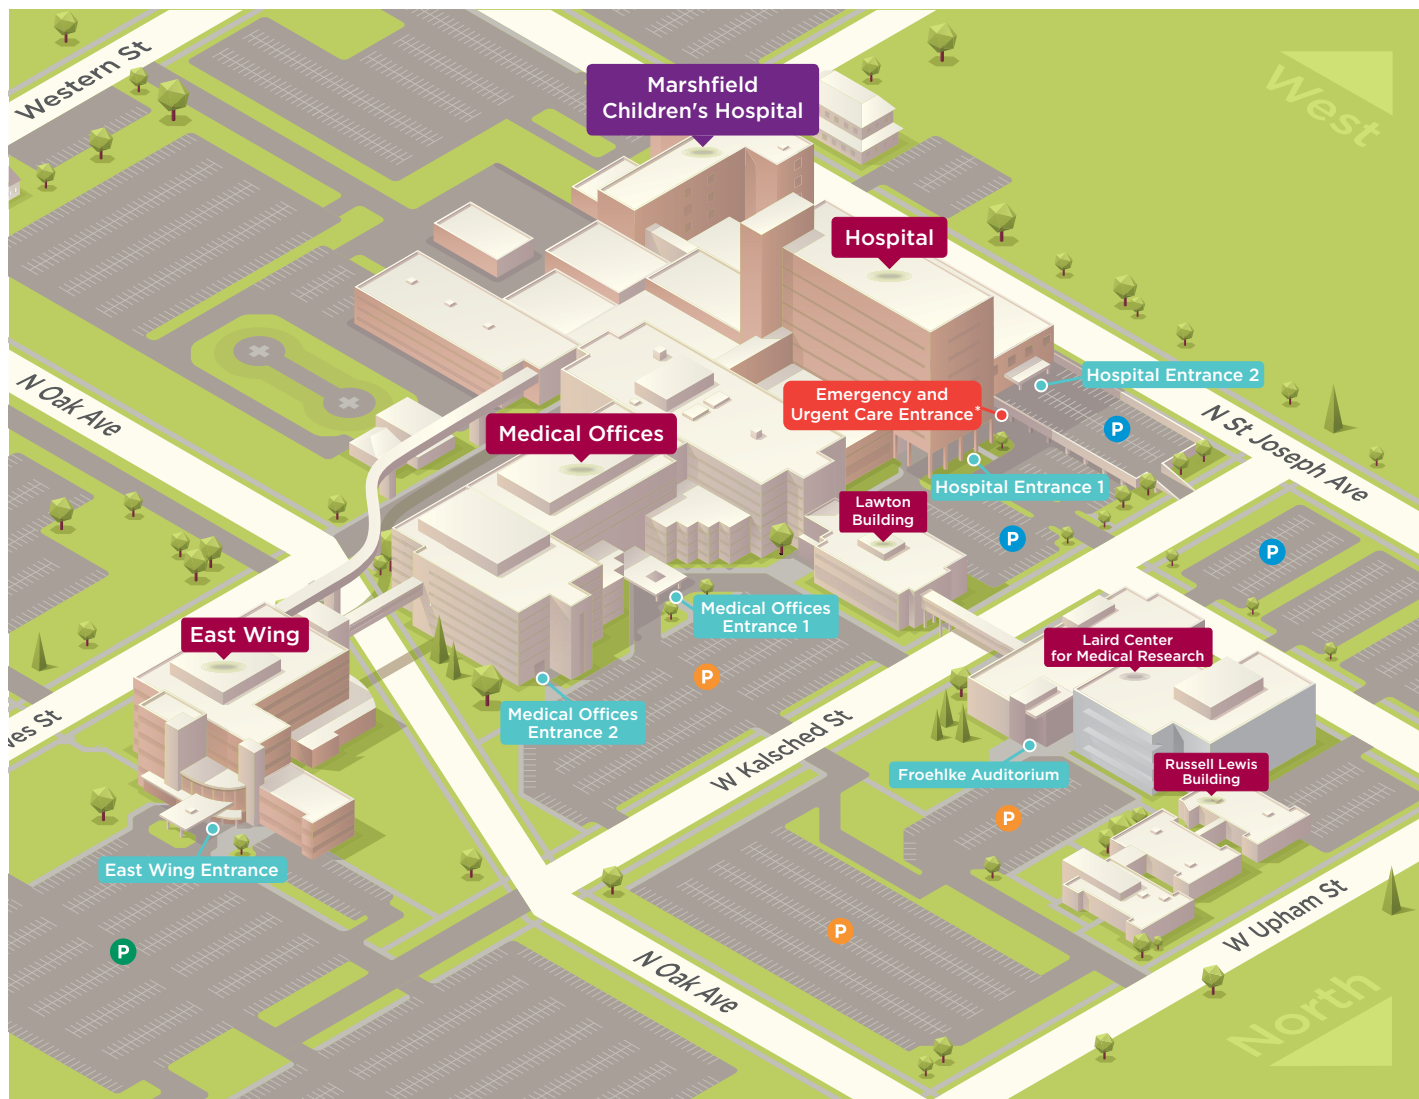 Western St
West
Marshfield
Children's Hospital
Hospital
Hospital Entrance 2
Emergency and
Urgent Care Entrance*
N Oak Ave
N St Joseph Ave
P
Medical Offices
Hospital Entrance 1
Lawton
Building
P
P
Medical Offices
Entrance 1
East Wing
Laird Center
for Medical Research
P
Medical Offices
Entrance 2
St
W Kalsched St
Froehlke Auditorium
Russell Lewis
Building
P
East Wing Entrance
P
P
W Upham St
N Oak Ave
North